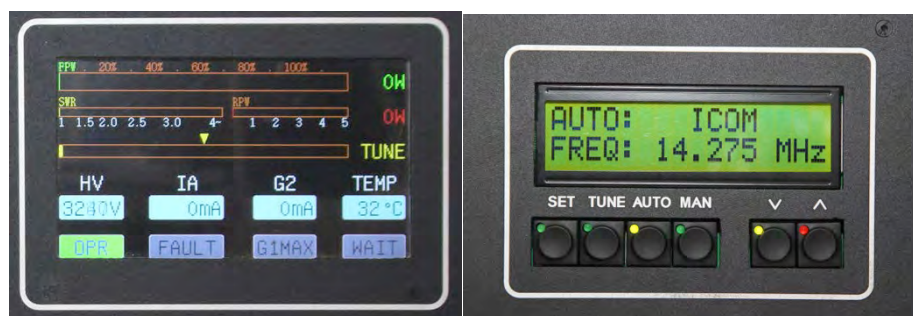 FPW . 20% . 40% . 60% . 80% . 100% .
0W
SWR RPW
0W
1 1.5 2.0 2.5 3.0 4~ 1 2 3 4 5
TUNE
HV IA G2 TEMP
3280V 0mA 0mA 32°C
OPR FAULT G1MAX WAIT
AUTO: ICOM
FREQ: 14.275 MHz
SET TUNE AUTO MAN ∨ ∧